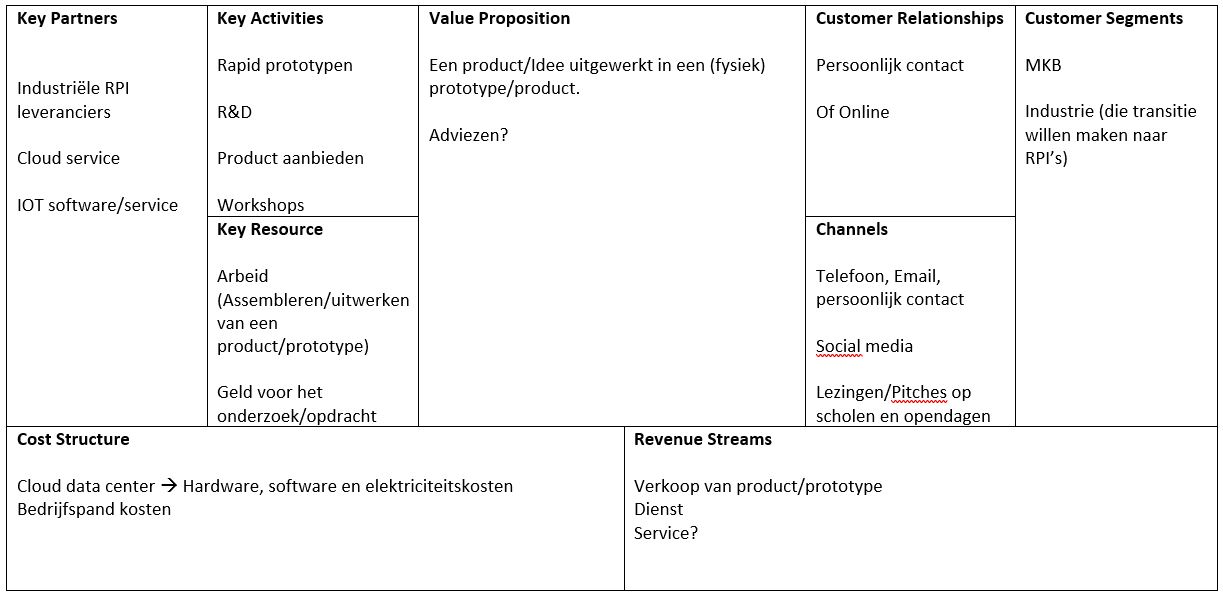 Key Partners
Industriële RPI
leveranciers
Cloud service
IOT software/service
Key Activities
Rapid prototypen
R&D
Product aanbieden
Workshops
Key Resource
Arbeid
(Assembleren/uitwerken
van een
product/prototype)
Geld voor het
onderzoek/opdracht
Value Proposition
Een product/Idee uitgewerkt in een (fysiek)
prototype/product.
Adviezen?
Customer Relationships
Persoonlijk contact
Of Online
Channels
Telefoon, Email,
persoonlijk contact
Social media
Lezingen/Pitches op
scholen en opendagen
Customer Segments
MKB
Industrie (die transitie
willen maken naar
RPI’s)
Cost Structure
Cloud data center → Hardware, software en elektriciteitskosten
Bedrijfspand kosten
Revenue Streams
Verkoop van product/prototype
Dienst
Service?